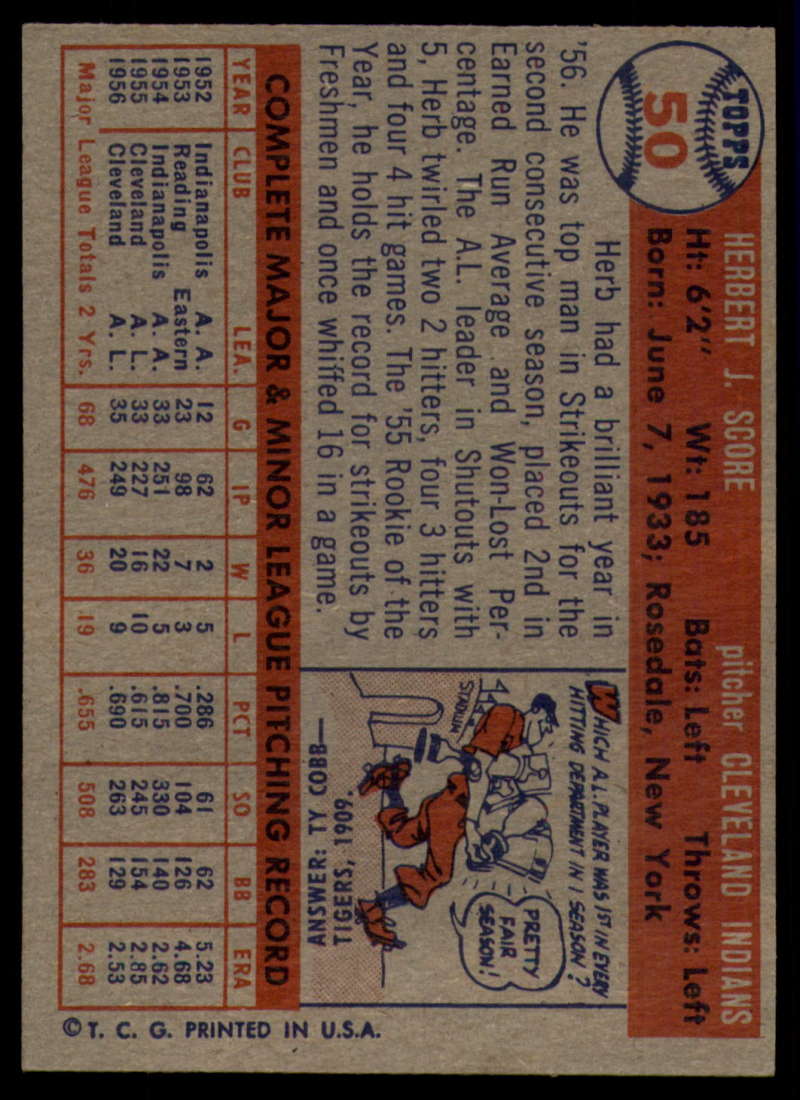 TOPPS
50
HERBERT J. SCORE pitcher CLEVELAND INDIANS
Ht: 6'2" Wt: 185 Bats: Left Throws: Left
Born: June 7, 1933; Rosedale, New York
Herb had a brilliant year in
'56. He was top man in Strikeouts for the
second consecutive season, placed 2nd in
Earned Run Average and Won-Lost Per-
centage. The A.L. leader in Shutouts with
5, Herb twirled two 2 hitters, four 3 hitters
and four 4 hit games. The '55 Rookie of the
Year, he holds the record for strikeouts by
Freshmen and once whiffed 16 in a game.
WHICH A.L. PLAYER WAS 1ST IN EVERY
HITTING DEPARTMENT IN 1 SEASON?
STADIUM
PRETTY
FAIR
SEASON!
ANSWER: TY COBB—
TIGERS, 1909.
COMPLETE MAJOR & MINOR LEAGUE PITCHING RECORD
YEAR CLUB LEA. G IP W L PCT SO BB ERA
1952 Indianapolis A. A. 12 62 2 5 .286 61 62 5.23
1953 Reading Eastern 23 98 7 3 .700 104 126 4.68
1954 Indianapolis A. A. 33 251 22 5 .815 330 140 2.62
1955 Cleveland A. L. 33 227 16 10 .615 245 154 2.85
1956 Cleveland A. L. 35 249 20 9 .690 263 129 2.53
Major League Totals 2 Yrs. 68 476 36 19 .655 508 283 2.68
© T. C. G. PRINTED IN U.S.A.